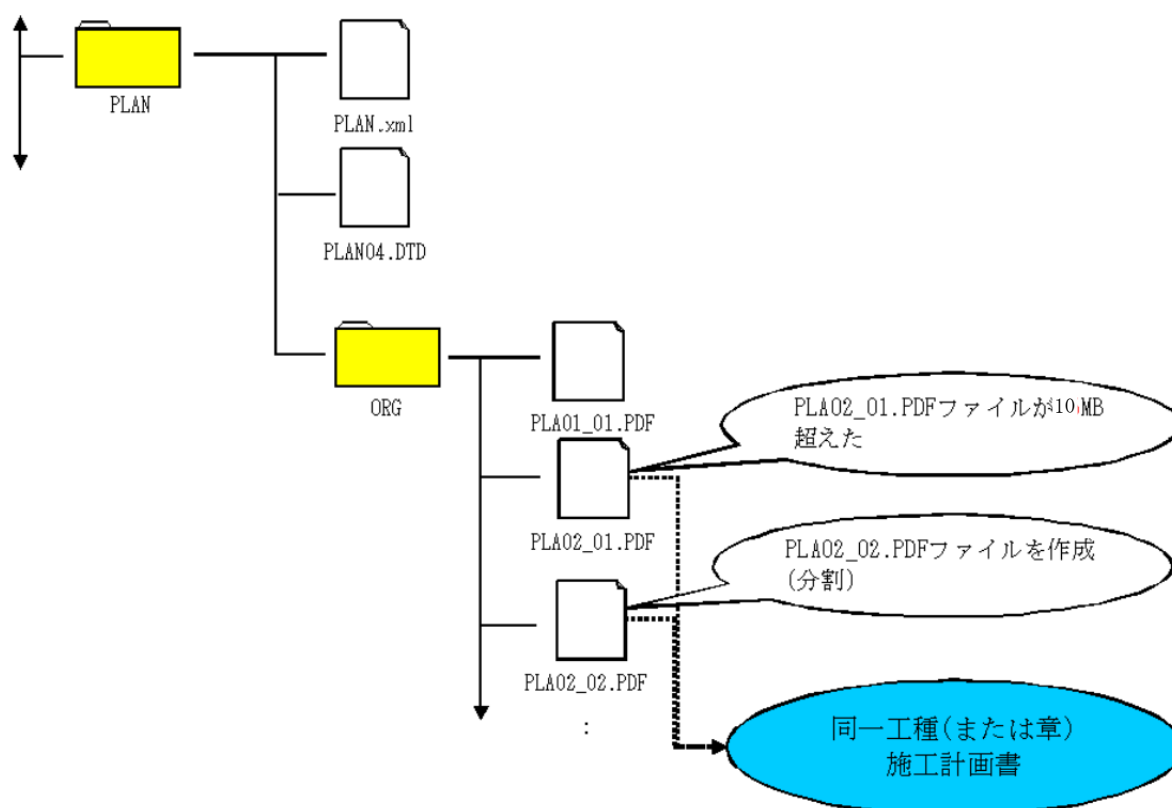 PLAN
PLAN.xml
PLAN04.DTD
ORG
PLA01_01.PDF
PLA02_01.PDFファイルが10MB
超えた
PLA02_01.PDF
PLA02_02.PDFファイルを作成
(分割)
PLA02_02.PDF
:
同一工種(または章)
施工計画書